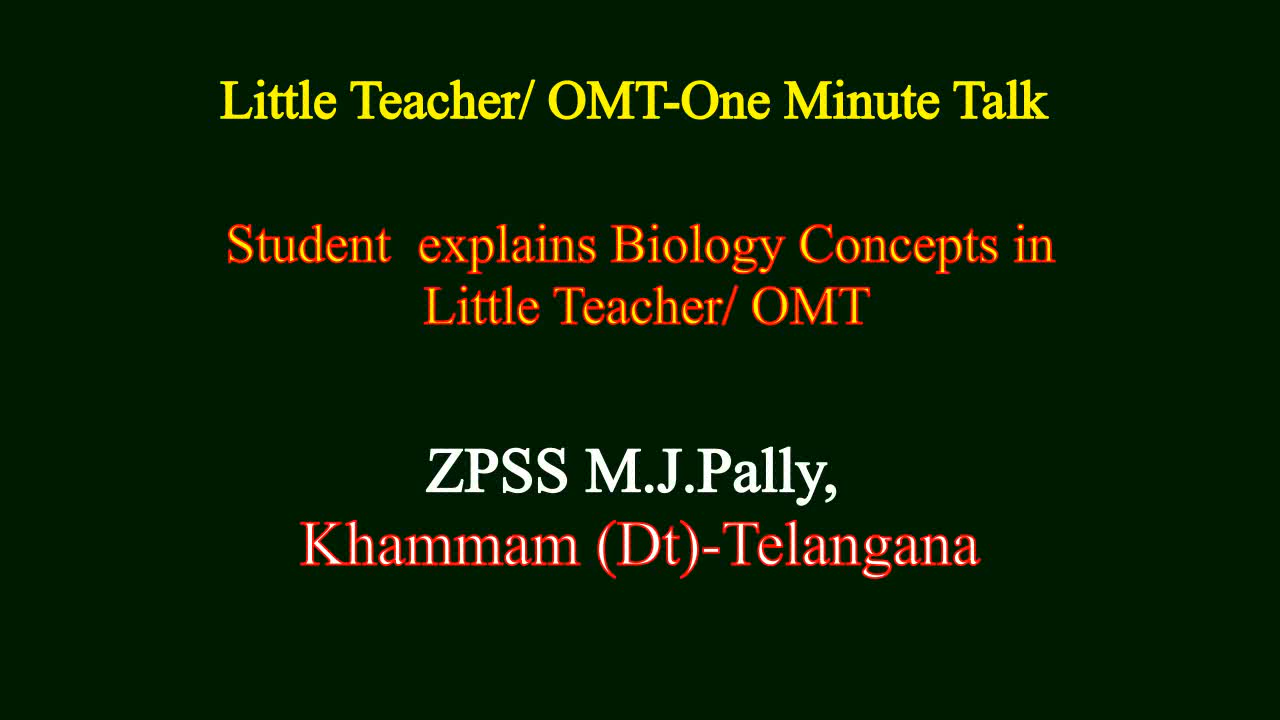 Little Teacher/ OMT-One Minute Talk
Student  explains Biology Concepts in
Little Teacher/ OMT
ZPSS M.J.Pally,
Khammam (Dt)-Telangana